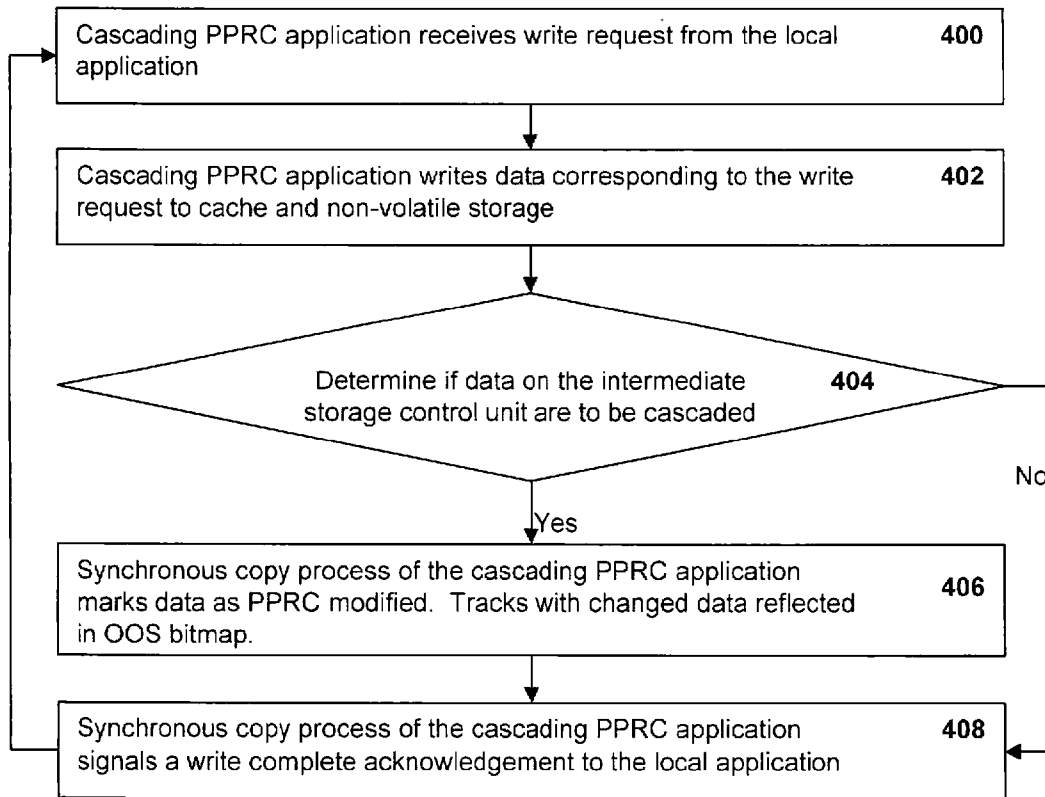 Cascading PPRC application receives write request from the local 400
application
Cascading PPRC application writes data corresponding to the write 402
request to cache and non-volatile storage
Determine if data on the intermediate 404
storage control unit are to be cascaded
No
Yes
Synchronous copy process of the cascading PPRC application
marks data as PPRC modified. Tracks with changed data reflected 406
in OOS bitmap.
Synchronous copy process of the cascading PPRC application 408
signals a write complete acknowledgement to the local application